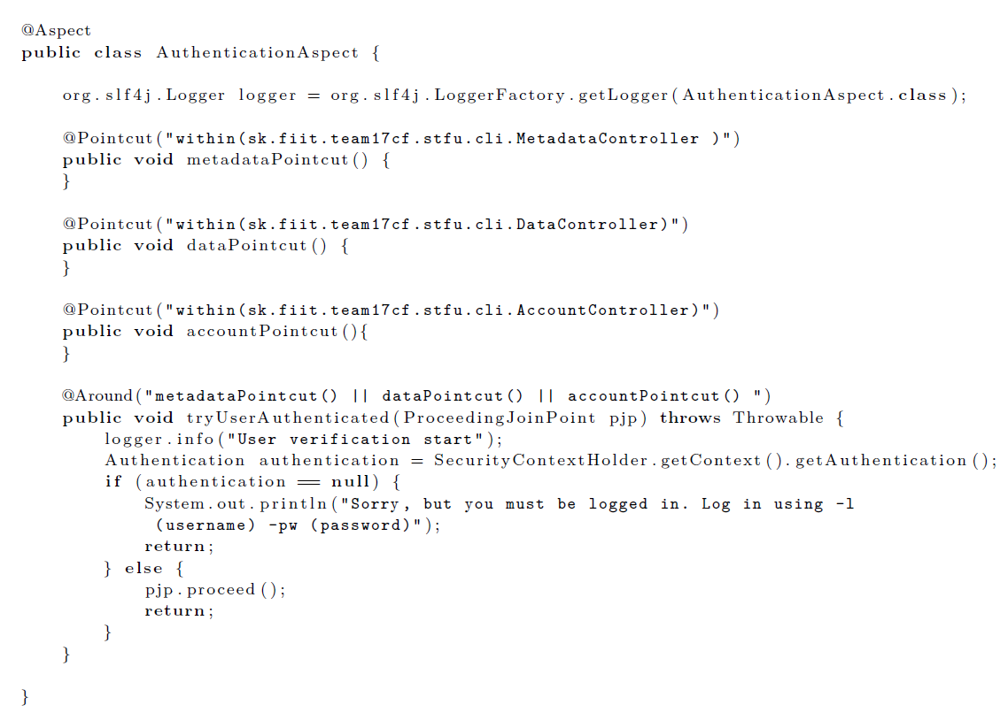 @Aspect
public class AuthenticationAspect {
org.slf4j.Logger logger = org.slf4j.LoggerFactory.getLogger(AuthenticationAspect.class);
@Pointcut("within(sk.fiit.team17cf.stfu.cli.MetadataController )")
public void metadataPointcut() {
}
@Pointcut("within(sk.fiit.team17cf.stfu.cli.DataController)")
public void dataPointcut() {
}
@Pointcut("within(sk.fiit.team17cf.stfu.cli.AccountController)")
public void accountPointcut(){
}
@Around("metadataPointcut() || dataPointcut() || accountPointcut() ")
public void tryUserAuthenticated(ProceedingJoinPoint pjp) throws Throwable {
logger.info("User verification start");
Authentication authentication = SecurityContextHolder.getContext().getAuthentication();
if (authentication == null) {
System.out.println("Sorry, but you must be logged in. Log in using -l
(username) -pw (password)");
return;
} else {
pjp.proceed();
return;
}
}
}